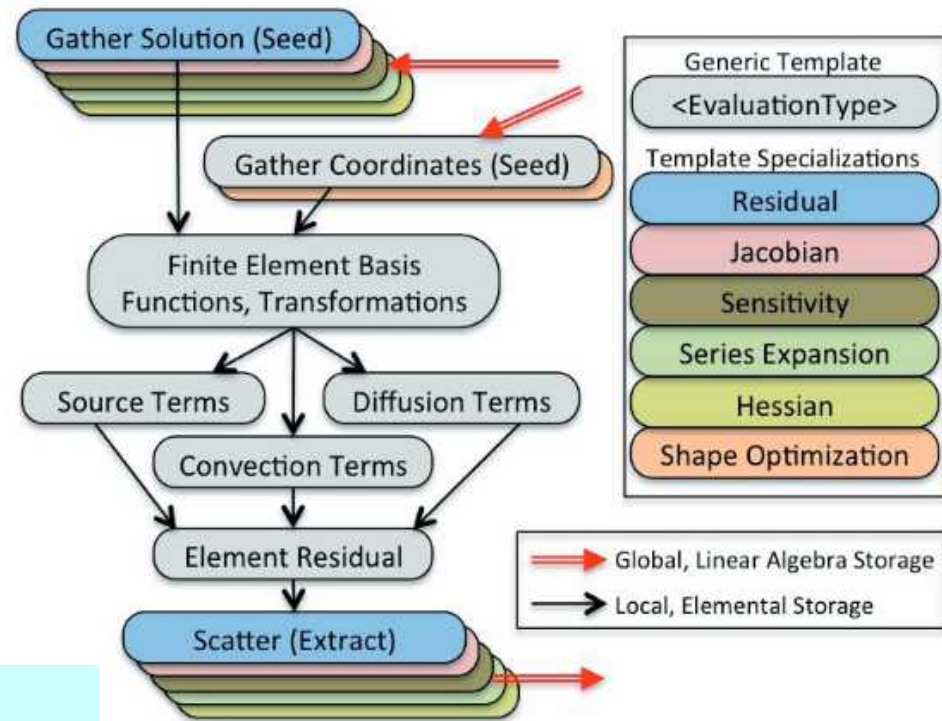 Gather Solution (Seed)
Gather Coordinates (Seed)
Finite Element Basis
Functions, Transformations
Source Terms
Diffusion Terms
Convection Terms
Element Residual
Scatter (Extract)
Generic Template
<EvaluationType>
Template Specializations
Residual
Jacobian
Sensitivity
Series Expansion
Hessian
Shape Optimization
Global, Linear Algebra Storage
Local, Elemental Storage